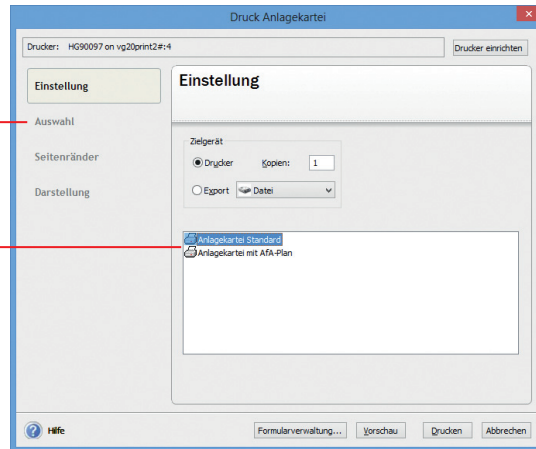 Druck Anlagekartei
Drucker: HG90097 on vg20print2#:4
Drucker einrichten
Einstellung
Auswahl
Seitenränder
Darstellung
Einstellung
Zielgerät
Drucker Kopien: 1
Export Datei
Anlagekartei Standard
Anlagekartei mit AfA-Plan
Hilfe
Formularverwaltung...
Vorschau
Drucken
Abbrechen